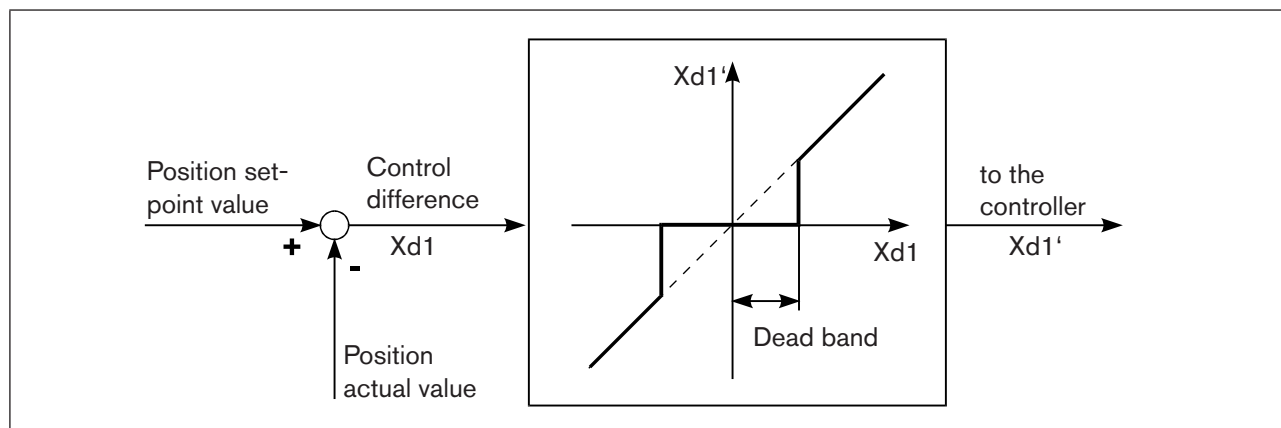 Position set-
point value
+
-
Position
actual value
Control
difference
Xd1
Xd1‘
Xd1
Dead band
to the
controller
Xd1‘